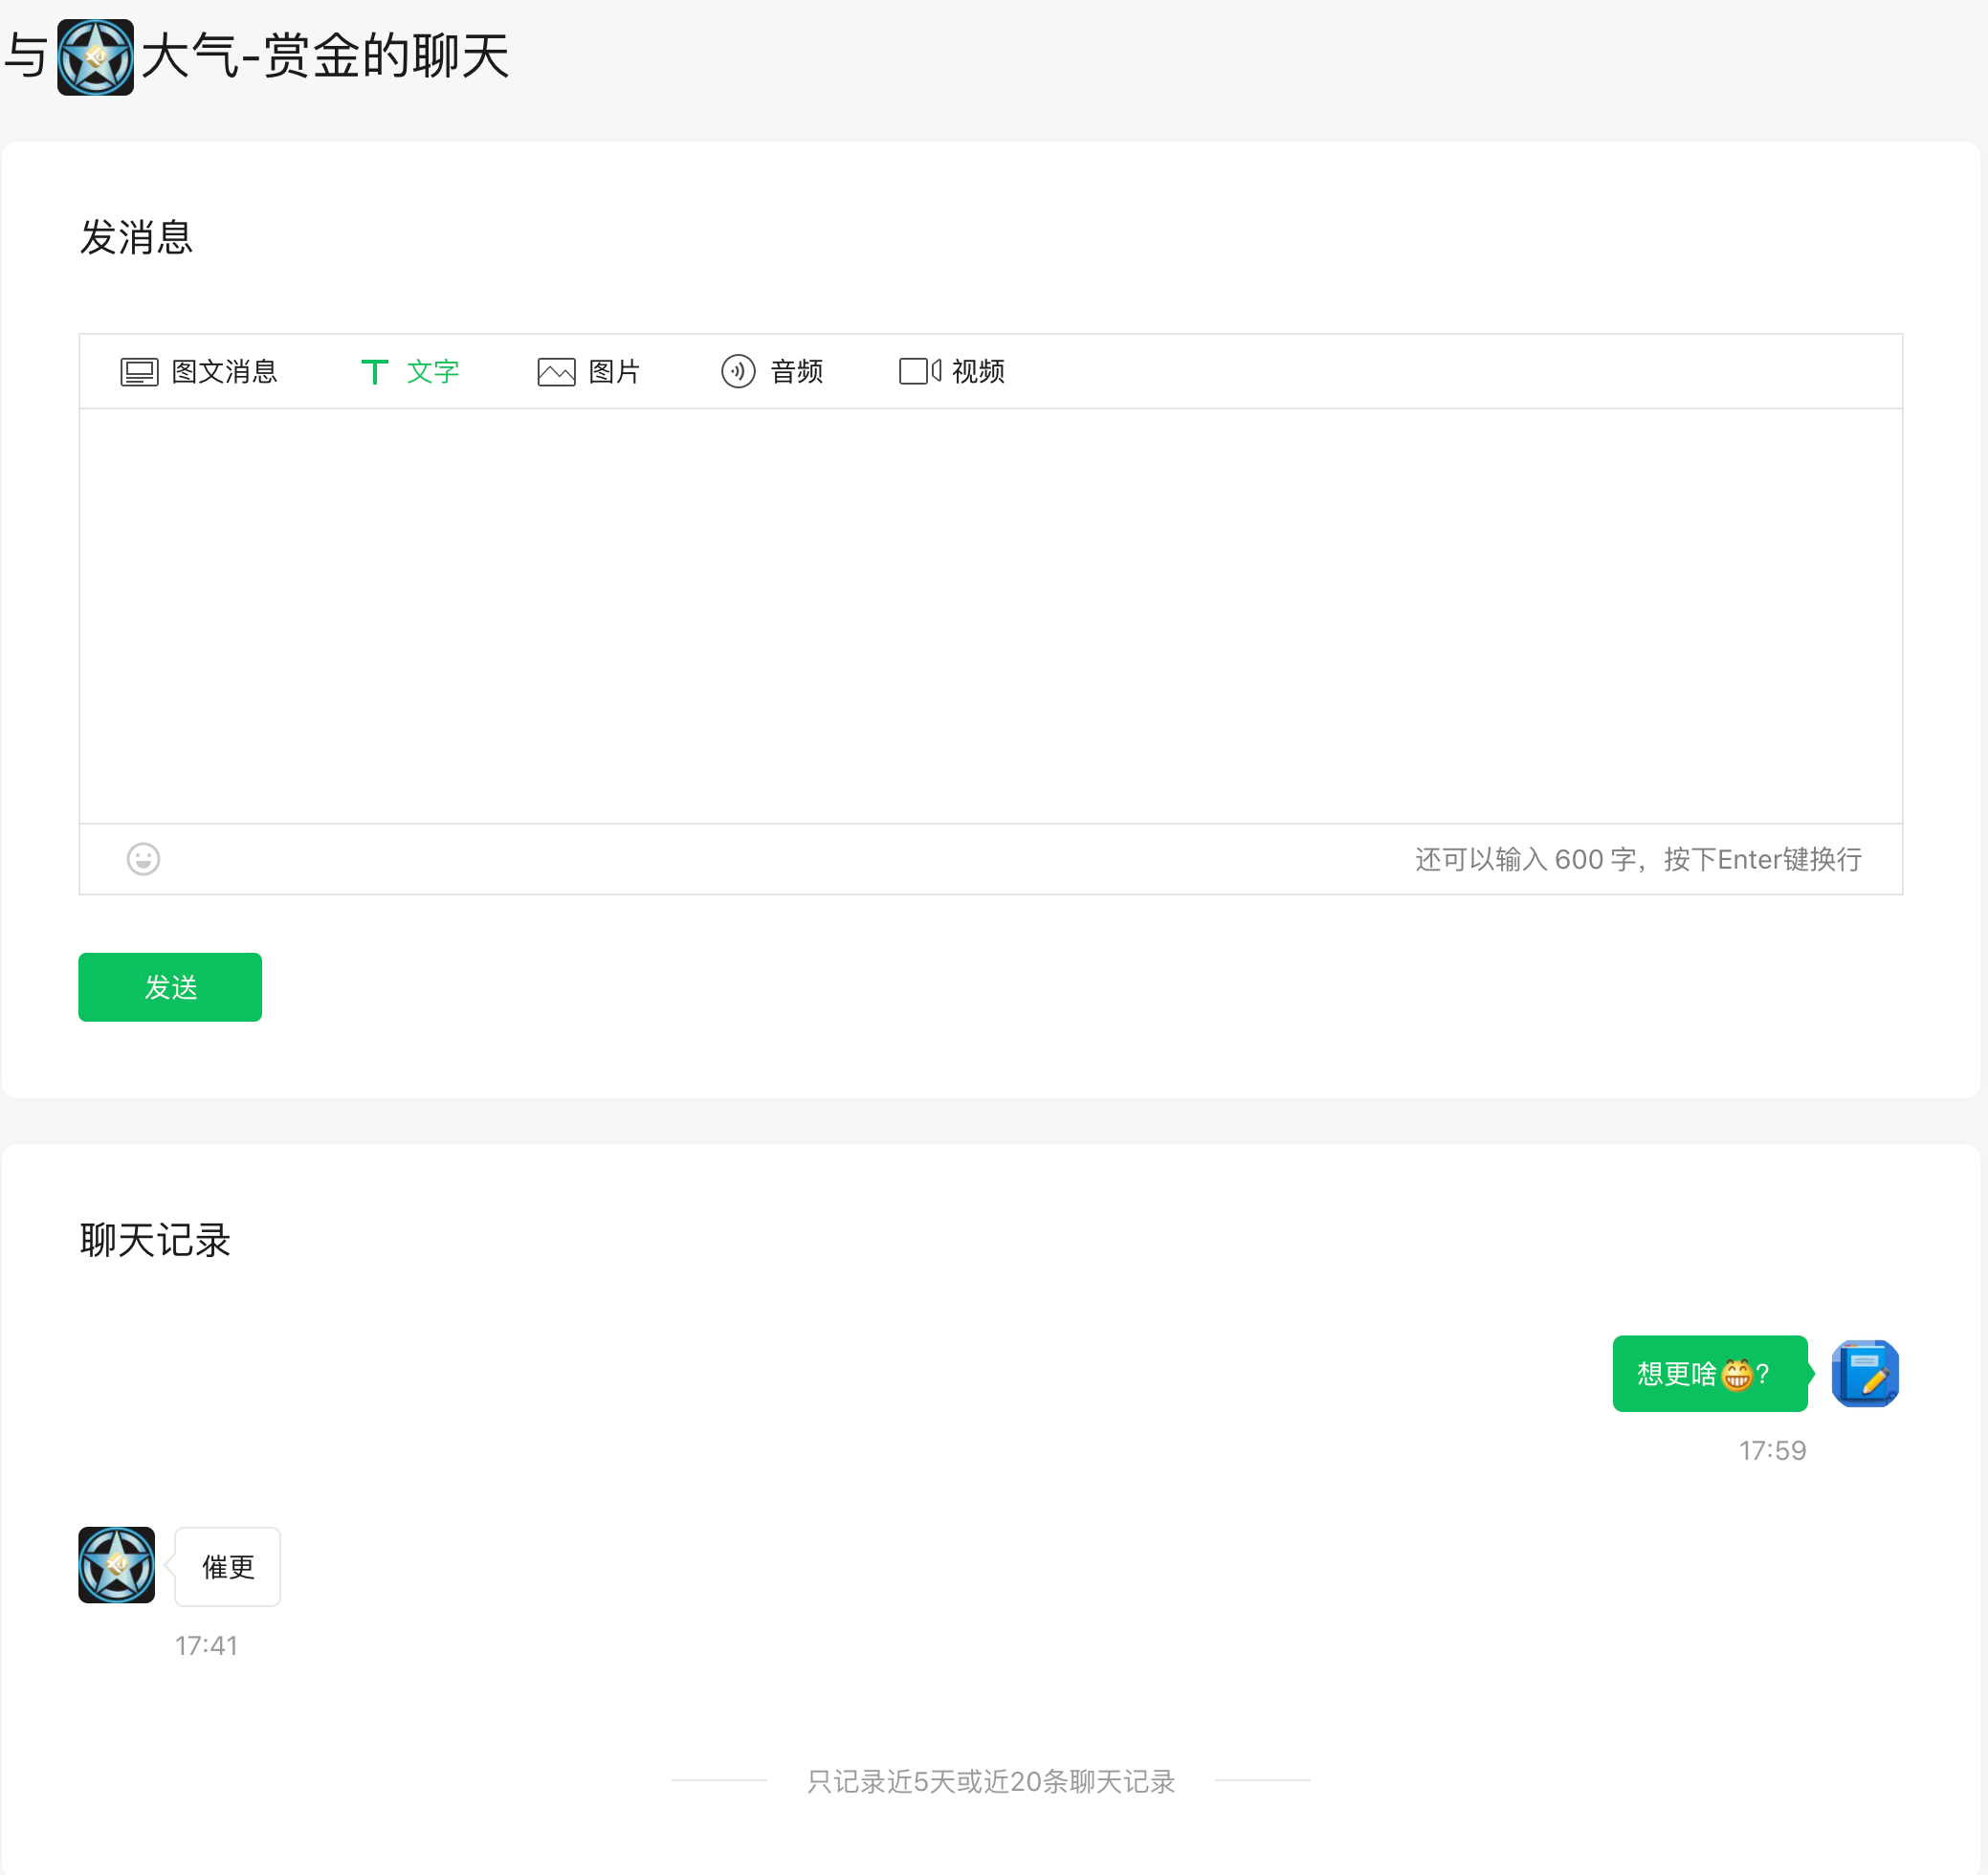 与大气-赏金的聊天
发消息
图文消息 文字 图片 音频 视频
还可以输入 600 字，按下Enter键换行
发送
聊天记录
想更啥😁?
17:59
催更
17:41
只记录近5天或近20条聊天记录